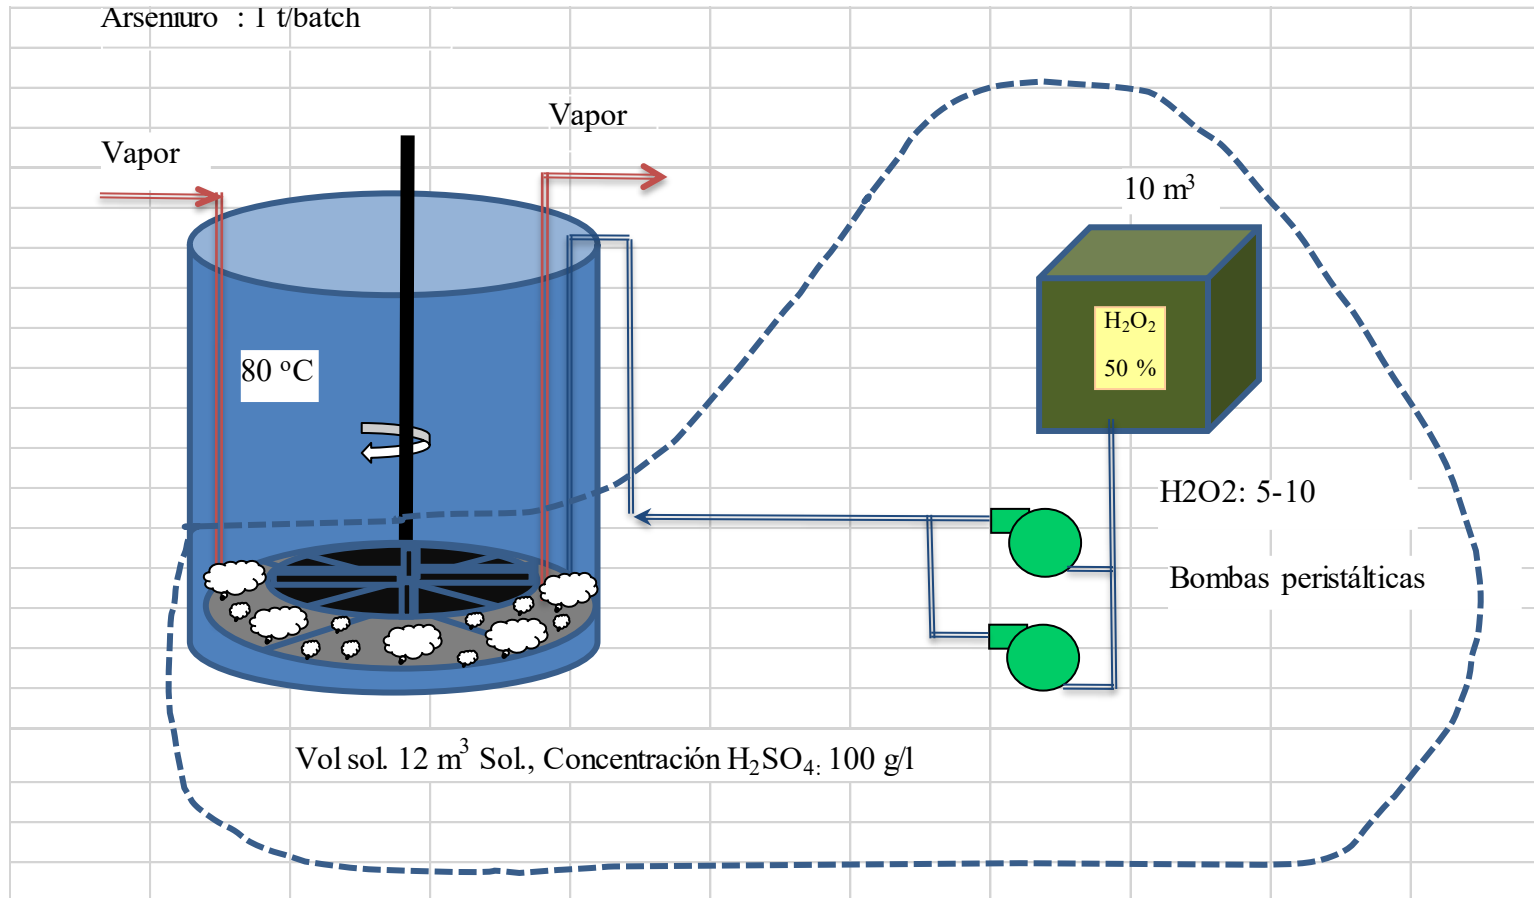 Arseniuro : 1 t/batch
Vapor
Vapor
10 m³
H₂O₂
50 %
80 °C
H2O2: 5-10
Bombas peristálticas
Vol sol. 12 m³ Sol., Concentración H₂SO₄: 100 g/l